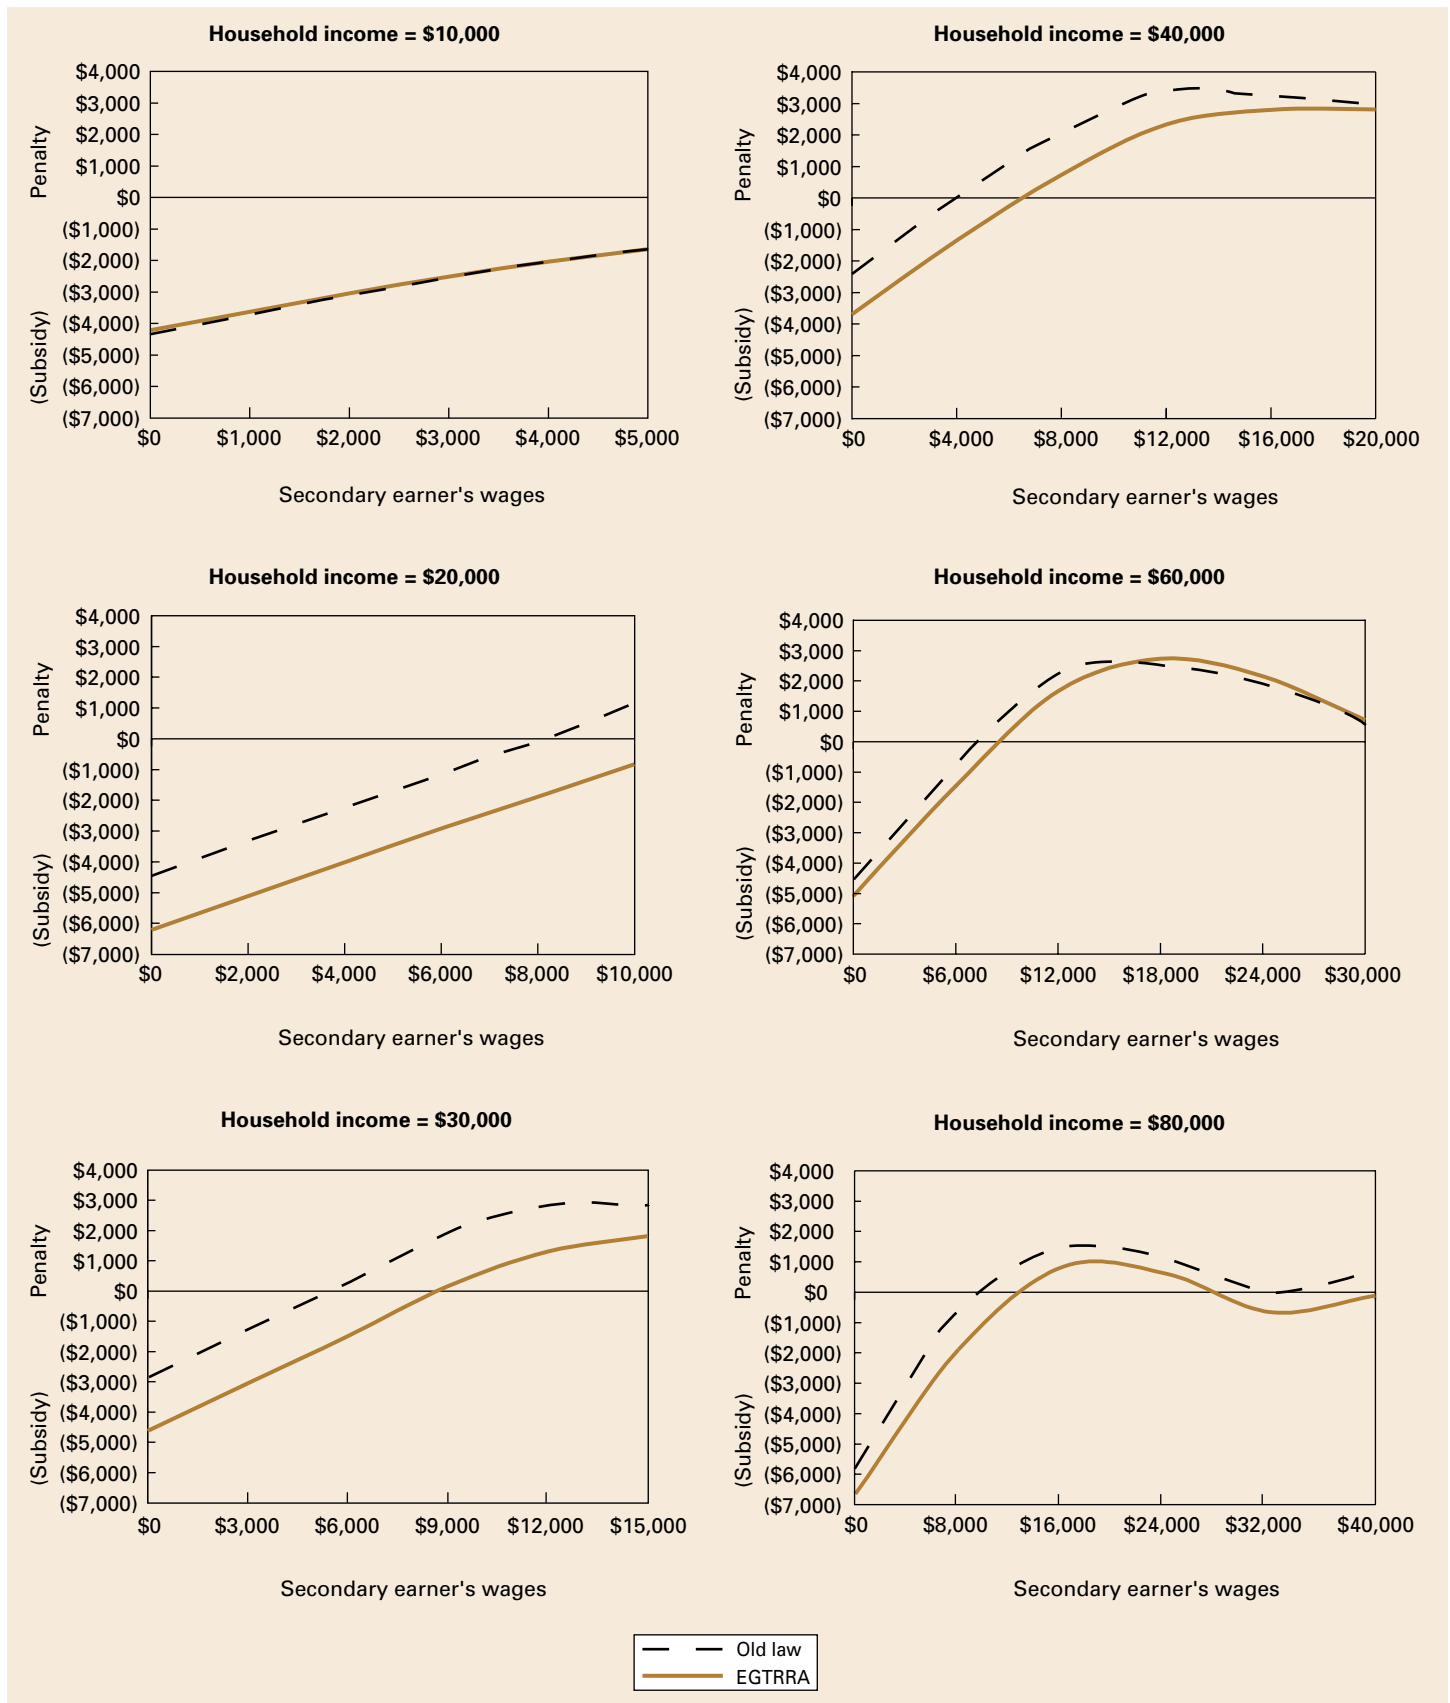 Household income = $10,000
$4,000
$3,000
$2,000
$1,000
$0
($1,000)
($2,000)
($3,000)
($4,000)
($5,000)
($6,000)
($7,000)
Penalty
(Subsidy)
$0 $1,000 $2,000 $3,000 $4,000 $5,000
Secondary earner's wages
Household income = $40,000
$4,000
$3,000
$2,000
$1,000
$0
($1,000)
($2,000)
($3,000)
($4,000)
($5,000)
($6,000)
($7,000)
Penalty
(Subsidy)
$0 $4,000 $8,000 $12,000 $16,000 $20,000
Secondary earner's wages
Household income = $20,000
$4,000
$3,000
$2,000
$1,000
$0
($1,000)
($2,000)
($3,000)
($4,000)
($5,000)
($6,000)
($7,000)
Penalty
(Subsidy)
$0 $2,000 $4,000 $6,000 $8,000 $10,000
Secondary earner's wages
Household income = $60,000
$4,000
$3,000
$2,000
$1,000
$0
($1,000)
($2,000)
($3,000)
($4,000)
($5,000)
($6,000)
($7,000)
Penalty
(Subsidy)
$0 $6,000 $12,000 $18,000 $24,000 $30,000
Secondary earner's wages
Household income = $30,000
$4,000
$3,000
$2,000
$1,000
$0
($1,000)
($2,000)
($3,000)
($4,000)
($5,000)
($6,000)
($7,000)
Penalty
(Subsidy)
$0 $3,000 $6,000 $9,000 $12,000 $15,000
Secondary earner's wages
Household income = $80,000
$4,000
$3,000
$2,000
$1,000
$0
($1,000)
($2,000)
($3,000)
($4,000)
($5,000)
($6,000)
($7,000)
Penalty
(Subsidy)
$0 $8,000 $16,000 $24,000 $32,000 $40,000
Secondary earner's wages
Old law
EGTRRA